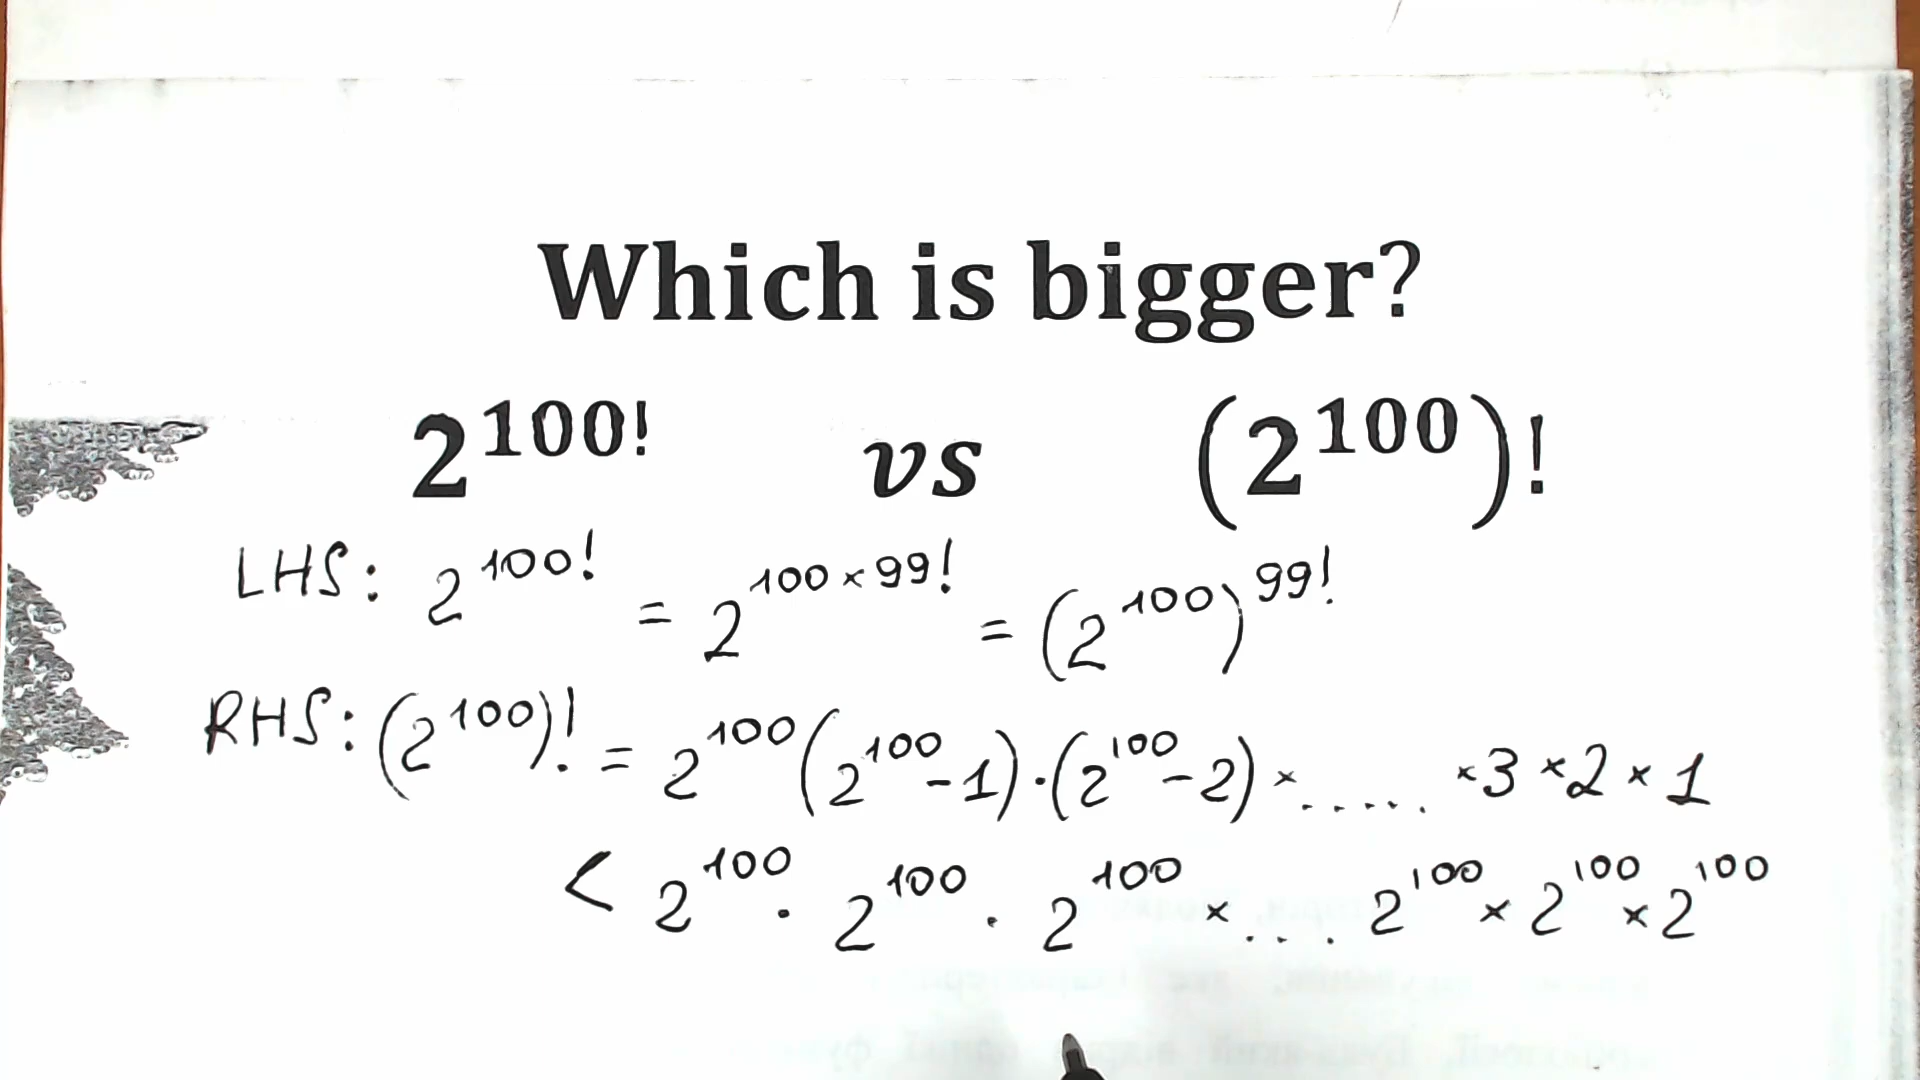 Which is bigger?
2^100! vs (2^100)!
LHS: 2^100! = 2^100×99! = (2^100)^99!
RHS: (2^100)! = 2^100(2^100-1)·(2^100-2)×..... ×3×2×1
< 2^100 · 2^100 · 2^100 × ... 2^100 × 2^100 × 2^100